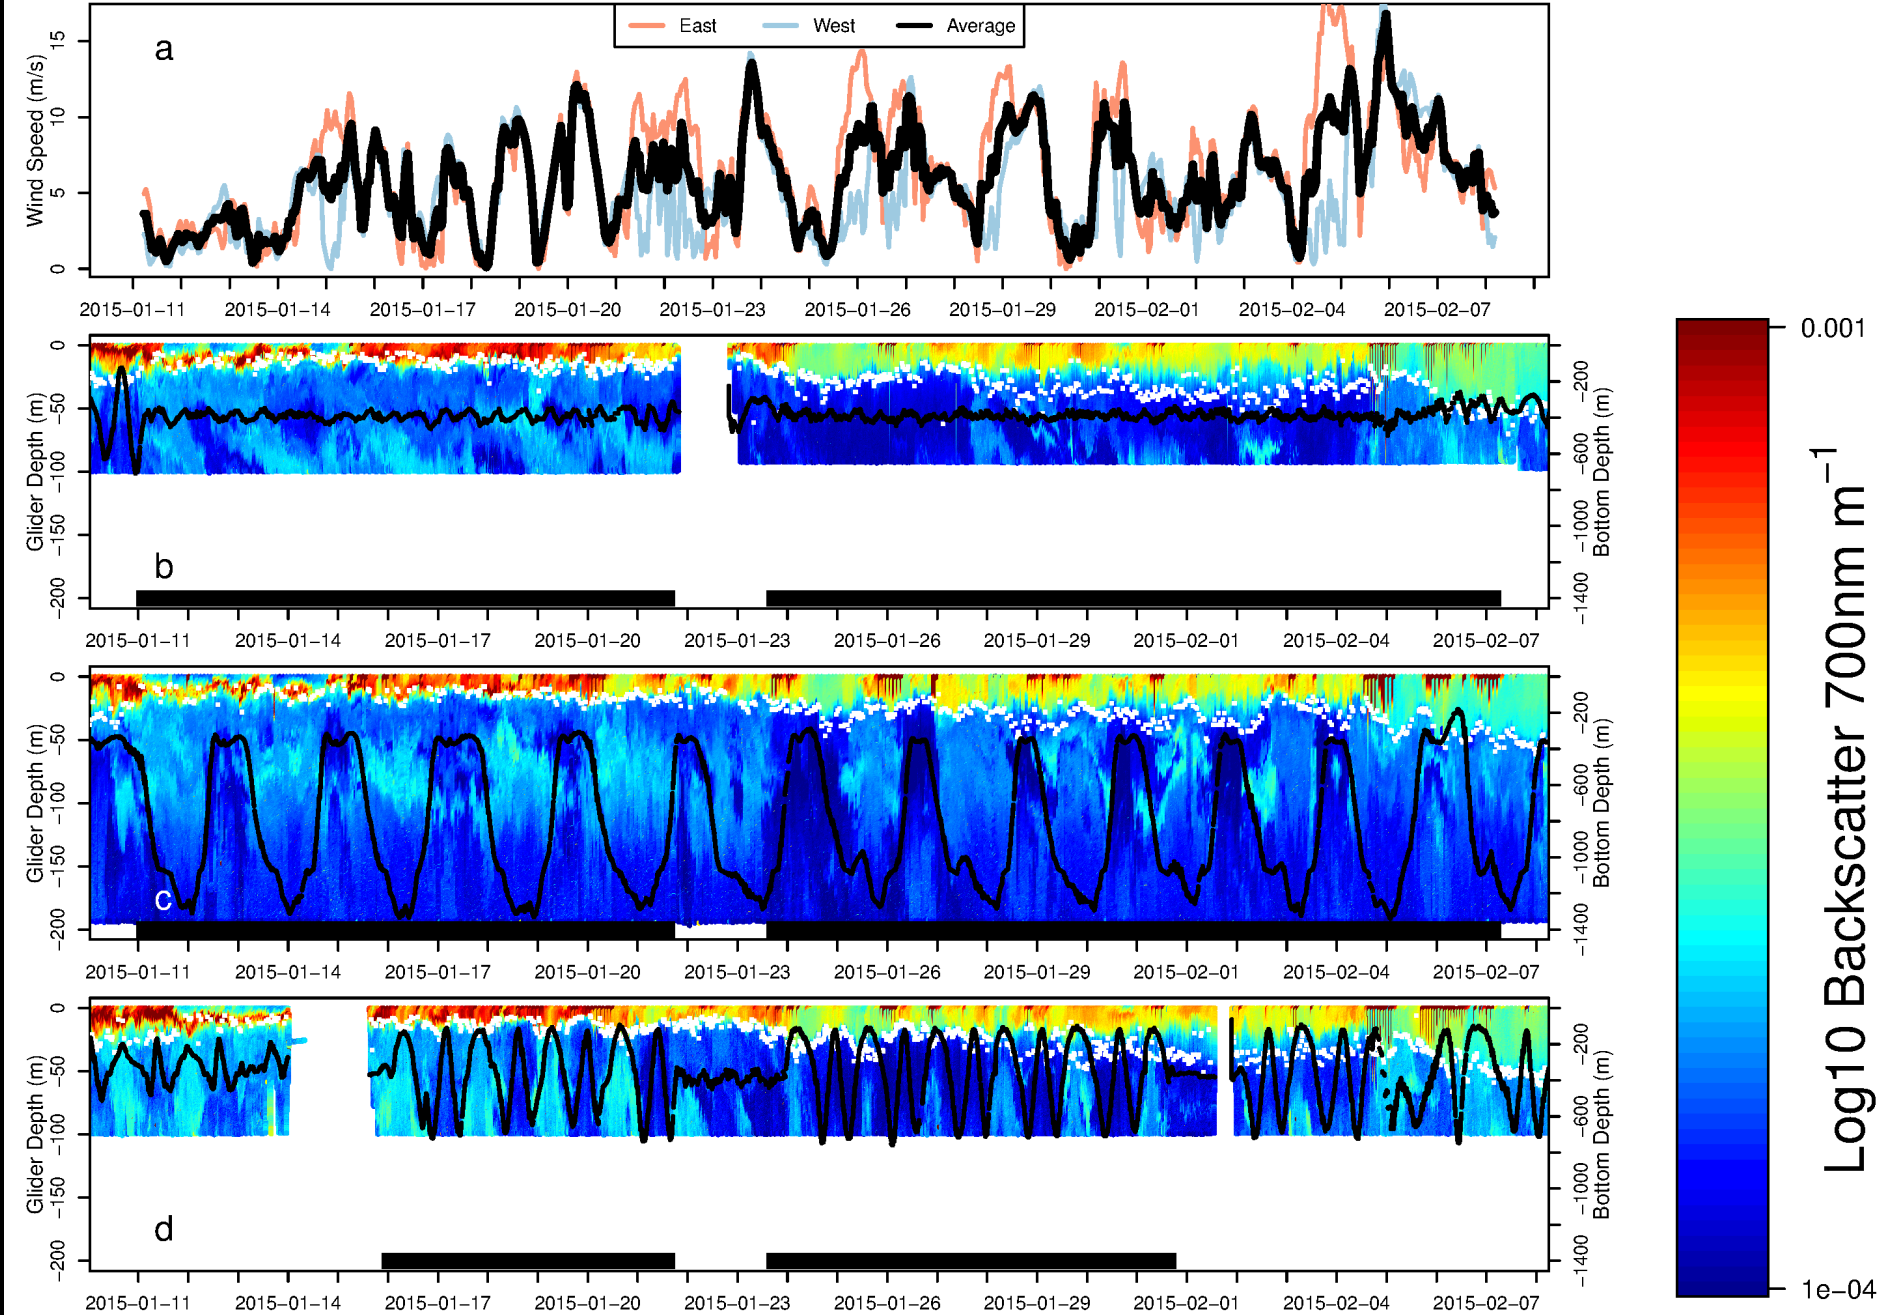 East West Average
a
Wind Speed (m/s)
15
10
5
0
2015-01-11 2015-01-14 2015-01-17 2015-01-20 2015-01-23 2015-01-26 2015-01-29 2015-02-01 2015-02-04 2015-02-07
b
Glider Depth (m)
0
-50
-100
-150
-200
Bottom Depth (m)
-200
-600
-1000
-1400
2015-01-11 2015-01-14 2015-01-17 2015-01-20 2015-01-23 2015-01-26 2015-01-29 2015-02-01 2015-02-04 2015-02-07
c
Glider Depth (m)
0
-50
-100
-150
-200
Bottom Depth (m)
-200
-600
-1000
-1400
2015-01-11 2015-01-14 2015-01-17 2015-01-20 2015-01-23 2015-01-26 2015-01-29 2015-02-01 2015-02-04 2015-02-07
d
Glider Depth (m)
0
-50
-100
-150
-200
Bottom Depth (m)
-200
-600
-1000
-1400
2015-01-11 2015-01-14 2015-01-17 2015-01-20 2015-01-23 2015-01-26 2015-01-29 2015-02-01 2015-02-04 2015-02-07
0.001
Log10 Backscatter 700nm m⁻¹
1e-04